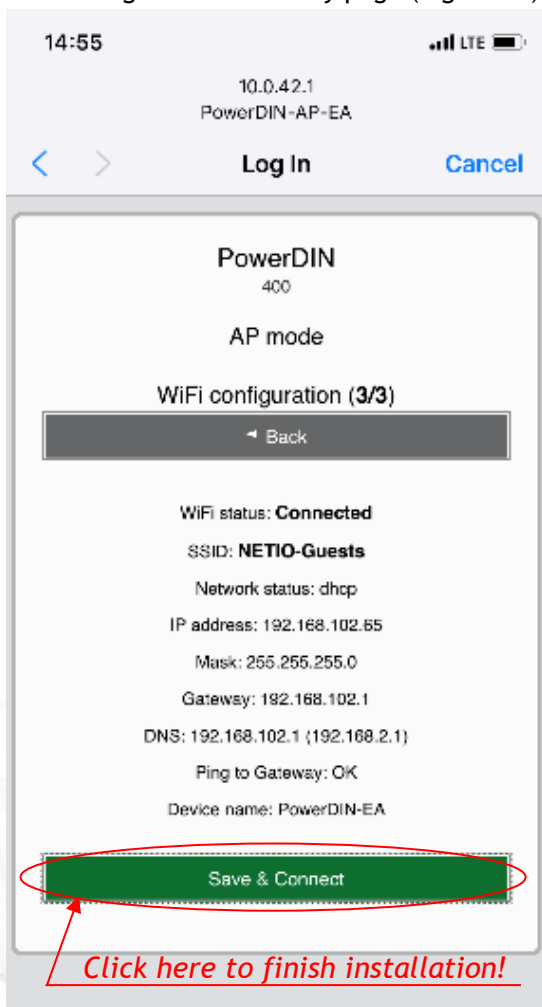 14:55 LTE
10.0.42.1
PowerDIN-AP-EA
< > Log In Cancel
PowerDIN
400
AP mode
WiFi configuration (3/3)
Back
WiFi status: Connected
SSID: NETIO-Guests
Network status: dhcp
IP address: 192.168.102.65
Mask: 255.255.255.0
Gateway: 192.168.102.1
DNS: 192.168.102.1 (192.168.2.1)
Ping to Gateway: OK
Device name: PowerDIN-EA
Save & Connect
Click here to finish installation!